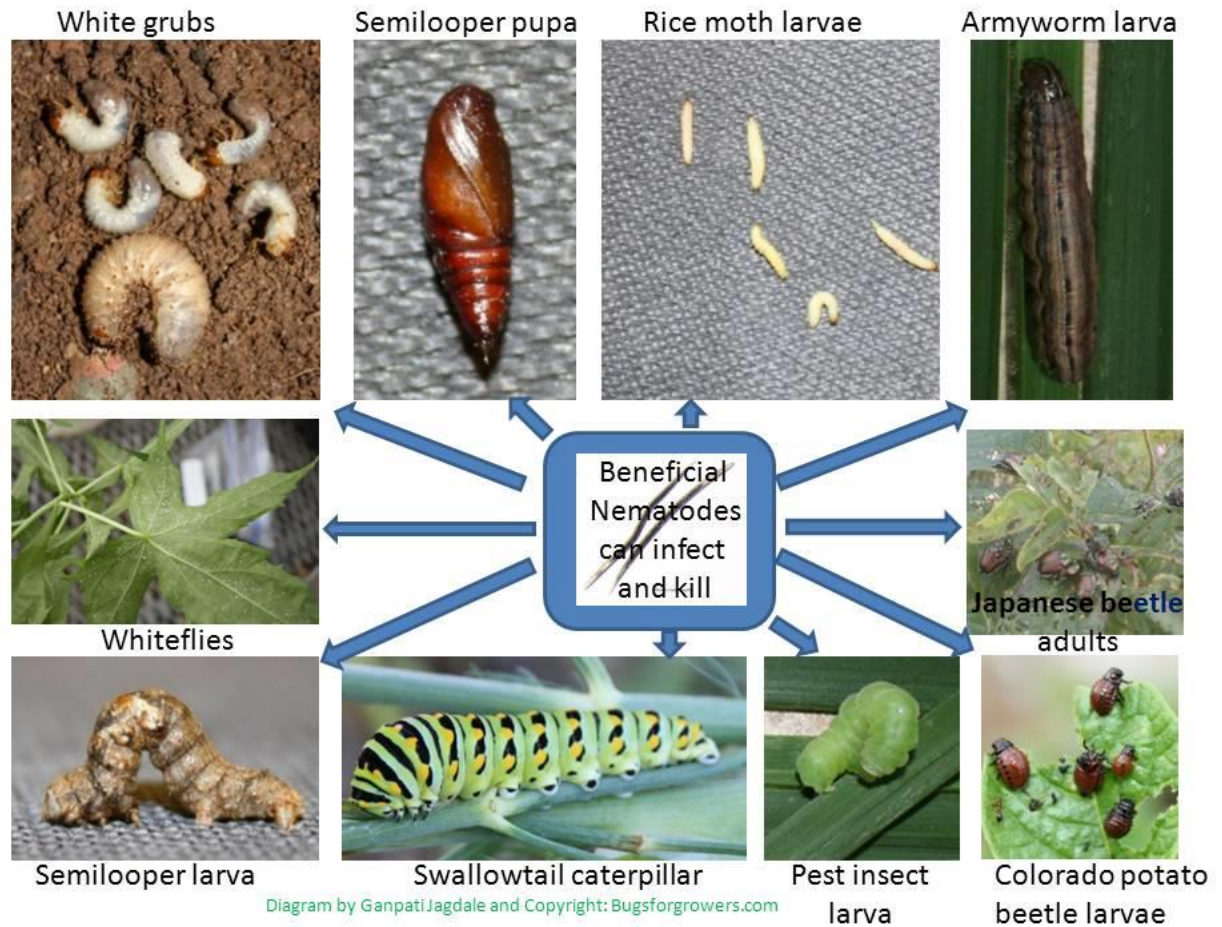 White grubs
Semilooper pupa
Rice moth larvae
Armyworm larva
Beneficial
Nematodes
can infect
and kill
Whiteflies
Japanese beetle
adults
Semilooper larva
Swallowtail caterpillar
Pest insect
larva
Colorado potato
beetle larvae
Diagram by Ganpati Jagdale and Copyright: Bugsforgrowers.com